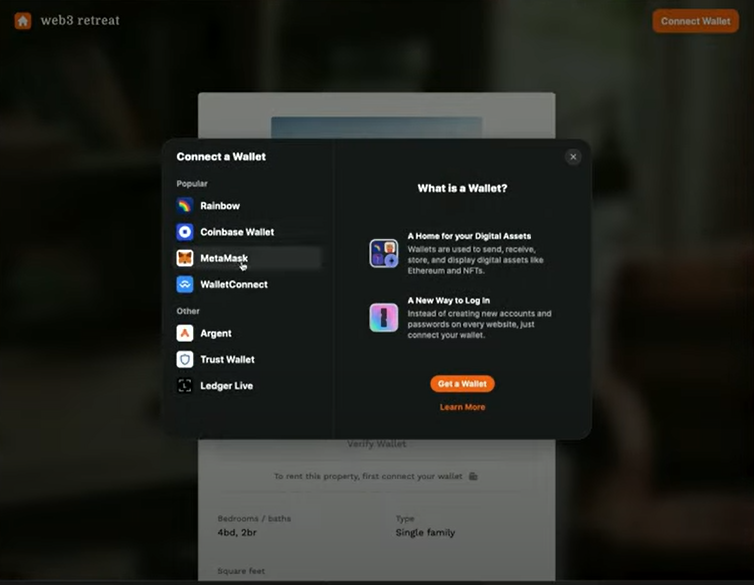 web3 retreat
Connect Wallet
Connect a Wallet
Popular
Rainbow
Coinbase Wallet
MetaMask
WalletConnect
Other
Argent
Trust Wallet
Ledger Live
What is a Wallet?
A Home for your Digital Assets
Wallets are used to send, receive,
store, and display digital assets like
Ethereum and NFTs.
A New Way to Log In
Instead of creating new accounts and
passwords on every website, just
connect your wallet.
Get a Wallet
Learn More
Verify Wallet
To rent this property, first connect your wallet
Bedrooms / baths
4bd, 2br
Type
Single family
Square feet